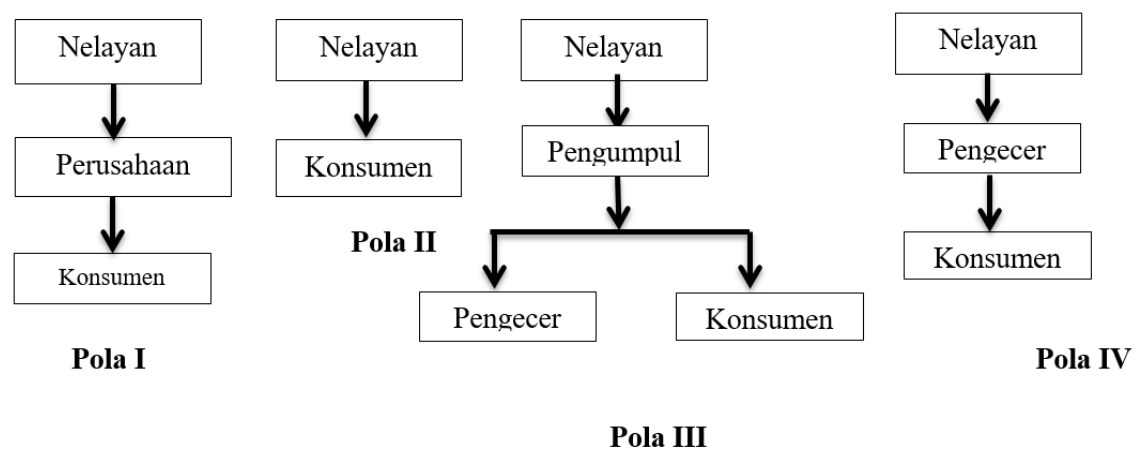 Nelayan
Perusahaan
Konsumen
Pola I
Nelayan
Konsumen
Pola II
Nelayan
Pengumpul
Pengecer
Konsumen
Pola III
Nelayan
Pengecer
Konsumen
Pola IV